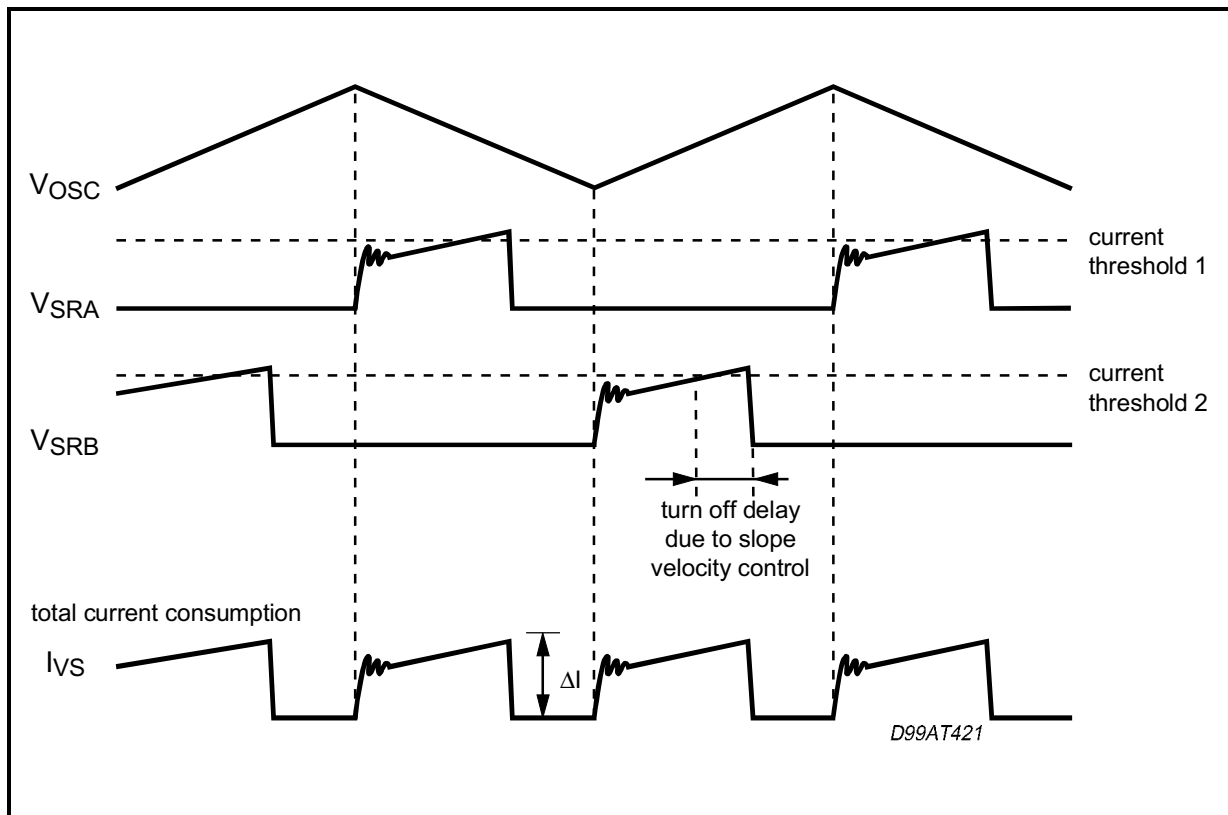 VOSC
current
threshold 1
VSRA
current
threshold 2
VSRB
turn off delay
due to slope
velocity control
total current consumption
IVS
ΔI
D99AT421